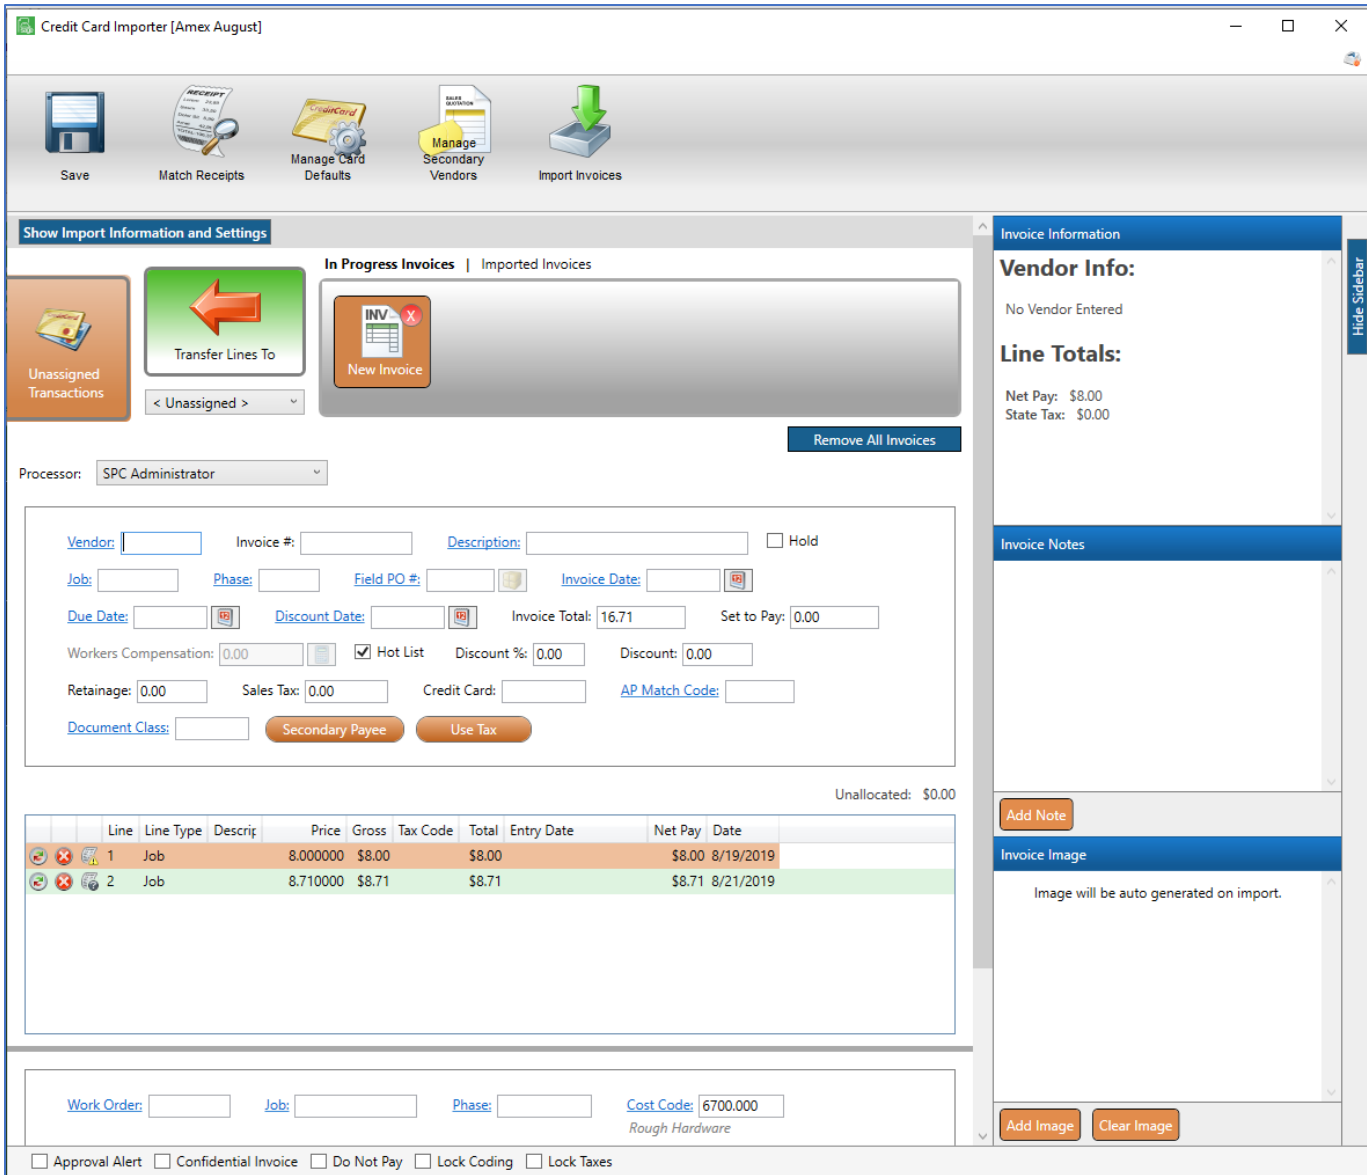 Credit Card Importer [Amex August]
RECEIPT
CreditCard
SALES QUOTATION
Save
Match Receipts
Manage Card Defaults
Manage Secondary Vendors
Import Invoices
Show Import Information and Settings
In Progress Invoices | Imported Invoices
Unassigned Transactions
Transfer Lines To
< Unassigned >
INV X
New Invoice
Remove All Invoices
Processor: SPC Administrator
Vendor: Invoice #: Description: Hold
Job: Phase: Field PO #: Invoice Date:
Due Date: Discount Date: Invoice Total: 16.71 Set to Pay: 0.00
Workers Compensation: 0.00 Hot List Discount %: 0.00 Discount: 0.00
Retainage: 0.00 Sales Tax: 0.00 Credit Card: AP Match Code:
Document Class: Secondary Payee Use Tax
Unallocated: $0.00
Line Line Type Descrip Price Gross Tax Code Total Entry Date Net Pay Date
1 Job 8.000000 $8.00 $8.00 $8.00 8/19/2019
2 Job 8.710000 $8.71 $8.71 $8.71 8/21/2019
Work Order: Job: Phase: Cost Code: 6700.000
Rough Hardware
Approval Alert Confidential Invoice Do Not Pay Lock Coding Lock Taxes
Invoice Information
Vendor Info:
No Vendor Entered
Line Totals:
Net Pay: $8.00
State Tax: $0.00
Invoice Notes
Add Note
Invoice Image
Image will be auto generated on import.
Add Image Clear Image
Hide Sidebar